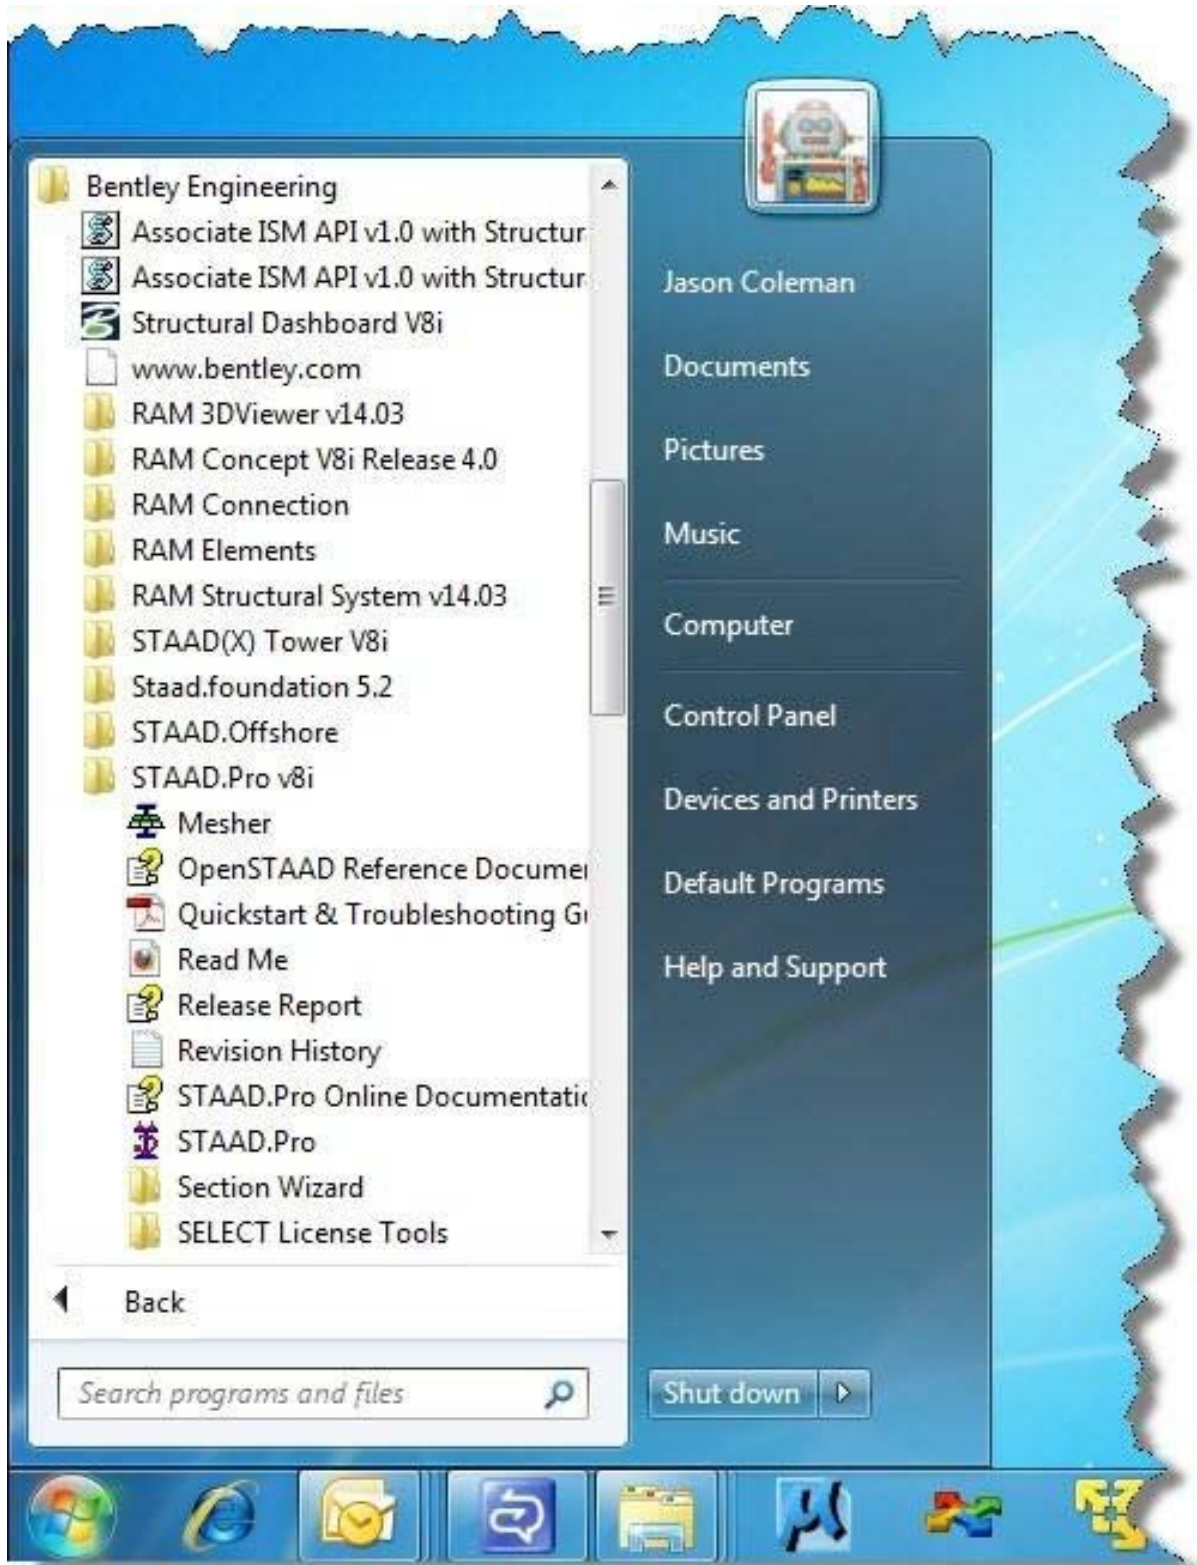 Bentley Engineering
Associate ISM API v1.0 with Structur
Associate ISM API v1.0 with Structur
Structural Dashboard V8i
www.bentley.com
RAM 3DViewer v14.03
RAM Concept V8i Release 4.0
RAM Connection
RAM Elements
RAM Structural System v14.03
STAAD(X) Tower V8i
Staad.foundation 5.2
STAAD.Offshore
STAAD.Pro v8i
Mesher
OpenSTAAD Reference Documen
Quickstart & Troubleshooting Gu
Read Me
Release Report
Revision History
STAAD.Pro Online Documentatio
STAAD.Pro
Section Wizard
SELECT License Tools
Back
Search programs and files
Jason Coleman
Documents
Pictures
Music
Computer
Control Panel
Devices and Printers
Default Programs
Help and Support
Shut down